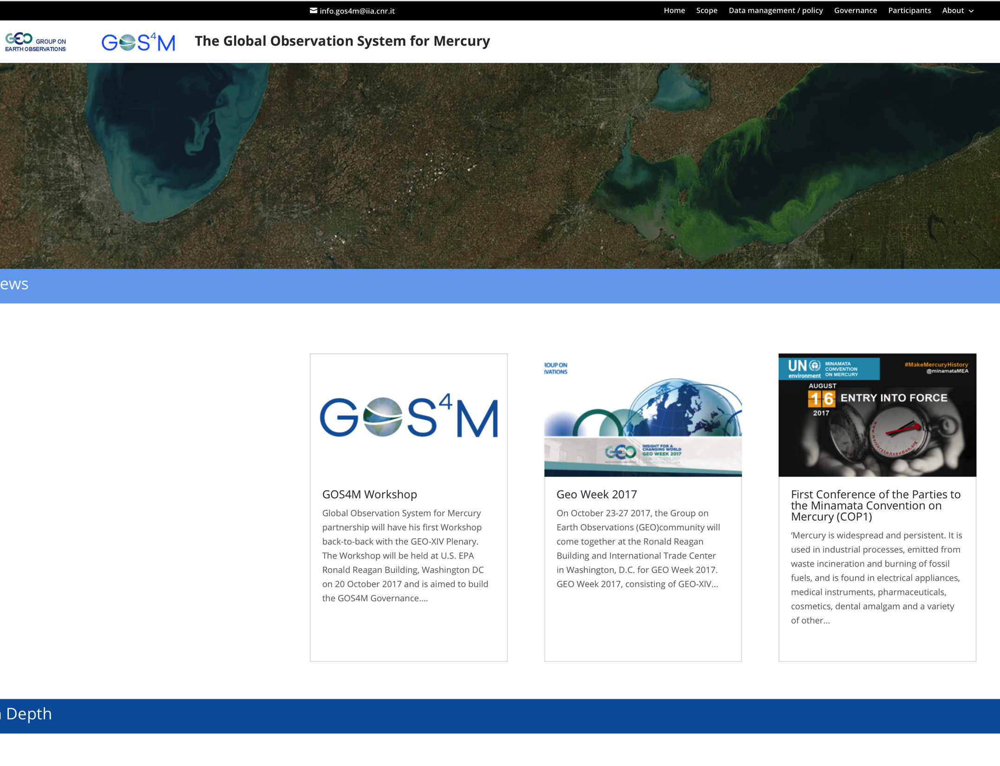 info.gos4m@iia.cnr.it
Home Scope Data management / policy Governance Participants About
GEO GROUP ON
EARTH OBSERVATIONS
GOS4M
The Global Observation System for Mercury
ews
GOS4M
GOS4M Workshop
Global Observation System for Mercury
partnership will have his first Workshop
back-to-back with the GEO-XIV Plenary.
The Workshop will be held at U.S. EPA
Ronald Reagan Building, Washington DC
on 20 October 2017 and is aimed to build
the GOS4M Governance....
ROUP ON
RVATIONS
GEO
INSIGHT FOR A
CHANGING WORLD
GEO WEEK 2017
23-27 OCTOBER 2017
WASHINGTON, D.C., USA
Geo Week 2017
On October 23-27 2017, the Group on
Earth Observations (GEO)community will
come together at the Ronald Reagan
Building and International Trade Center
in Washington, D.C. for GEO Week 2017.
GEO Week 2017, consisting of GEO-XIV...
UN
environment
MINAMATA
CONVENTION
ON MERCURY
#MakeMercuryHistory
@minamataMEA
AUGUST
16
2017
ENTRY INTO FORCE
www.mercuryconvention.org
First Conference of the Parties to
the Minamata Convention on
Mercury (COP1)
‘Mercury is widespread and persistent. It is
used in industrial processes, emitted from
waste incineration and burning of fossil
fuels, and is found in electrical appliances,
medical instruments, pharmaceuticals,
cosmetics, dental amalgam and a variety
of other...
Depth